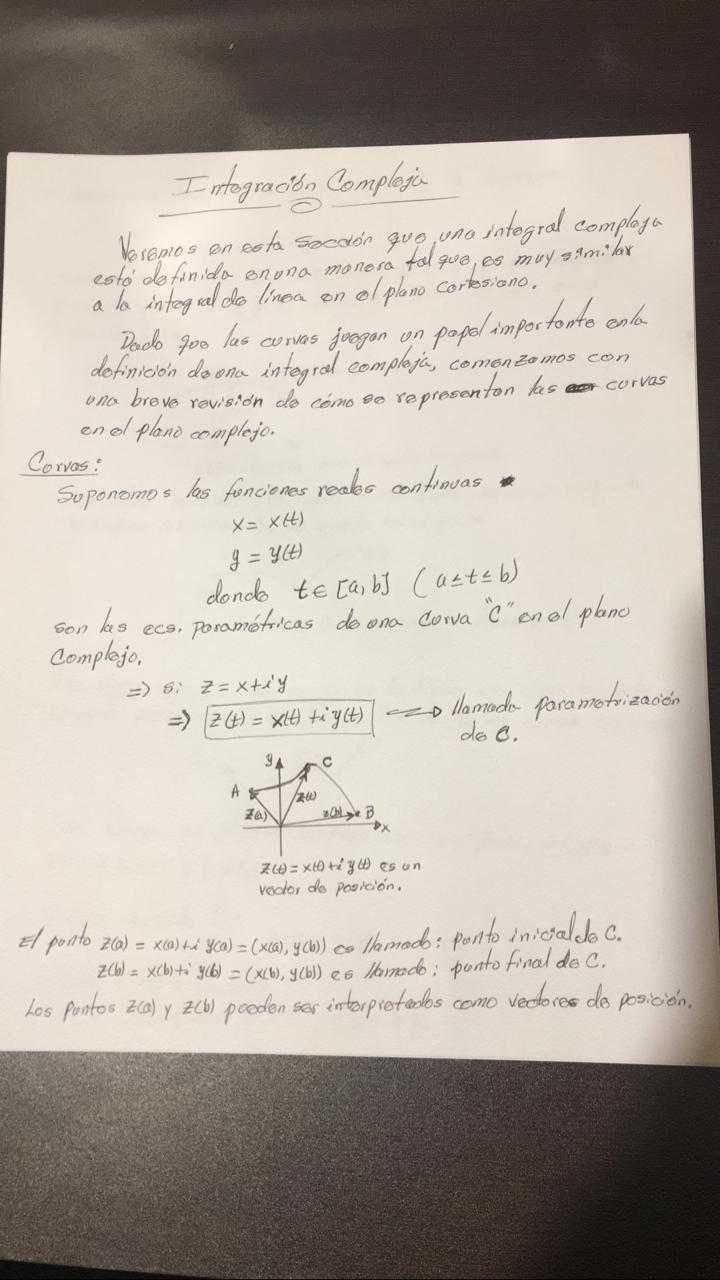 Integración Compleja
Veremos en esta sección que una integral compleja
está definida en una manera tal que, es muy similar
a la integral de línea en el plano cartesiano.
Dado que las curvas juegan un papel importante en la
definición de una integral compleja, comenzamos con
una breve revisión de cómo se representan las curvas
en el plano complejo.
Curvas:
Suponemos las funciones reales continuas
x = x(t)
y = y(t)
donde t ∈ [a, b] (a ≤ t ≤ b)
son las ecs. paramétricas de una curva "C" en el plano
Complejo.
=> si z = x + iy
=> z(t) = x(t) + i y(t) => llamada parametrización
de C.
y
C
A
z(t)
z(a)
z(b)
B
x
z(t) = x(t) + i y(t) es un
vector de posición.
El punto z(a) = x(a) + i y(a) = (x(a), y(b)) es llamado: punto inicial de C.
z(b) = x(b) + i y(b) = (x(b), y(b)) es llamado: punto final de C.
Los puntos z(a) y z(b) pueden ser interpretados como vectores de posición.